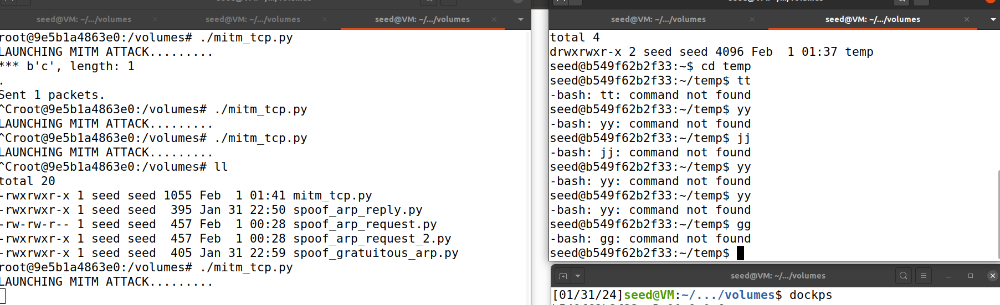 seed@VM: ~/.../volumes
seed@VM: ~/.../volumes
seed@VM: ~/.../volumes
seed@VM: ~/.../volumes
root@9e5b1a4863e0:/volumes# ./mitm_tcp.py
LAUNCHING MITM ATTACK.........
*** b'c', length: 1
.
Sent 1 packets.
^Croot@9e5b1a4863e0:/volumes# ./mitm_tcp.py
LAUNCHING MITM ATTACK.........
^Croot@9e5b1a4863e0:/volumes# ./mitm_tcp.py
LAUNCHING MITM ATTACK.........
^Croot@9e5b1a4863e0:/volumes# ll
total 20
-rwxrwxr-x 1 seed seed 1055 Feb  1 01:41 mitm_tcp.py
-rwxrwxr-x 1 seed seed  395 Jan 31 22:50 spoof_arp_reply.py
-rw-rw-r-- 1 seed seed  457 Feb  1 00:28 spoof_arp_request.py
-rwxrwxr-x 1 seed seed  457 Feb  1 00:28 spoof_arp_request_2.py
-rwxrwxr-x 1 seed seed  405 Jan 31 22:59 spoof_gratuitous_arp.py
root@9e5b1a4863e0:/volumes# ./mitm_tcp.py
LAUNCHING MITM ATTACK.........
seed@VM: ~/.../volumes
seed@VM: ~/.../volumes
seed@VM: ~/.../volumes
total 4
drwxrwxr-x 2 seed seed 4096 Feb  1 01:37 temp
seed@b549f62b2f33:~$ cd temp
seed@b549f62b2f33:~/temp$ tt
-bash: tt: command not found
seed@b549f62b2f33:~/temp$ yy
-bash: yy: command not found
seed@b549f62b2f33:~/temp$ jj
-bash: jj: command not found
seed@b549f62b2f33:~/temp$ yy
-bash: yy: command not found
seed@b549f62b2f33:~/temp$ yy
-bash: yy: command not found
seed@b549f62b2f33:~/temp$ gg
-bash: gg: command not found
seed@b549f62b2f33:~/temp$
seed@VM: ~/.../volumes
[01/31/24]seed@VM:~/.../volumes$ dockps